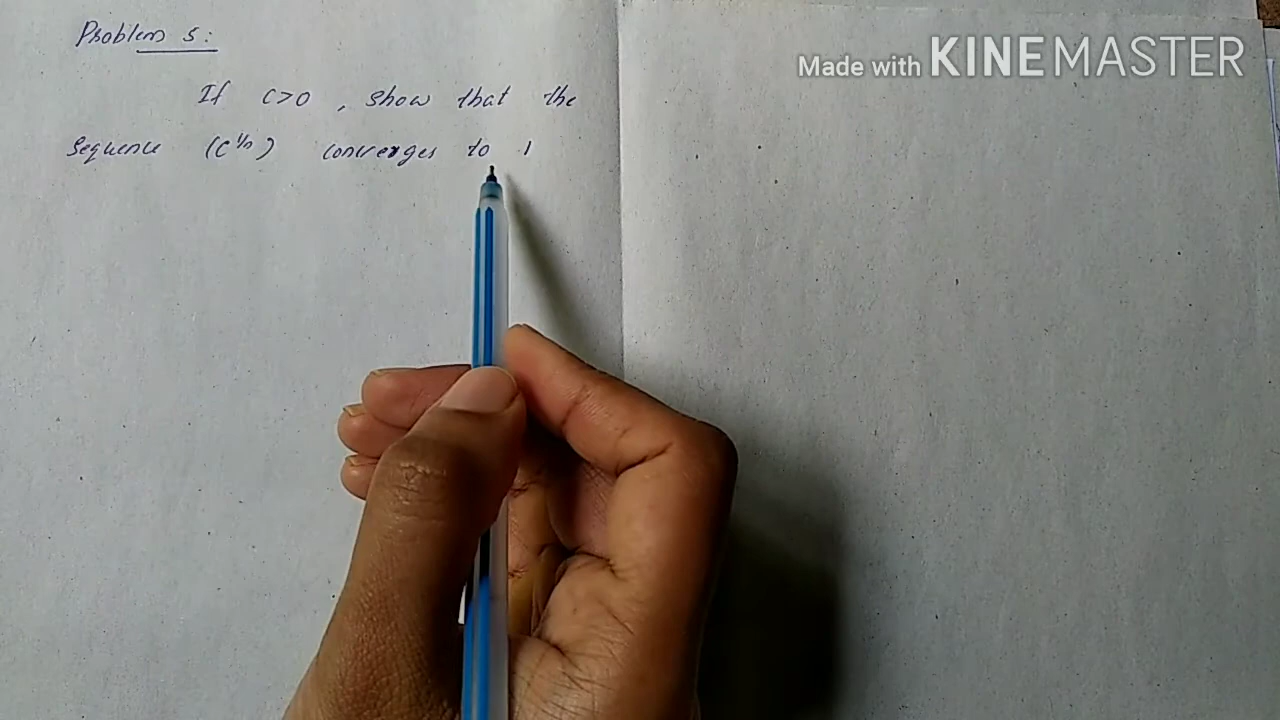 Problem 5:
Made with KINEMASTER
If C>0 , show that the
Sequence (C^1/n) converges to 1